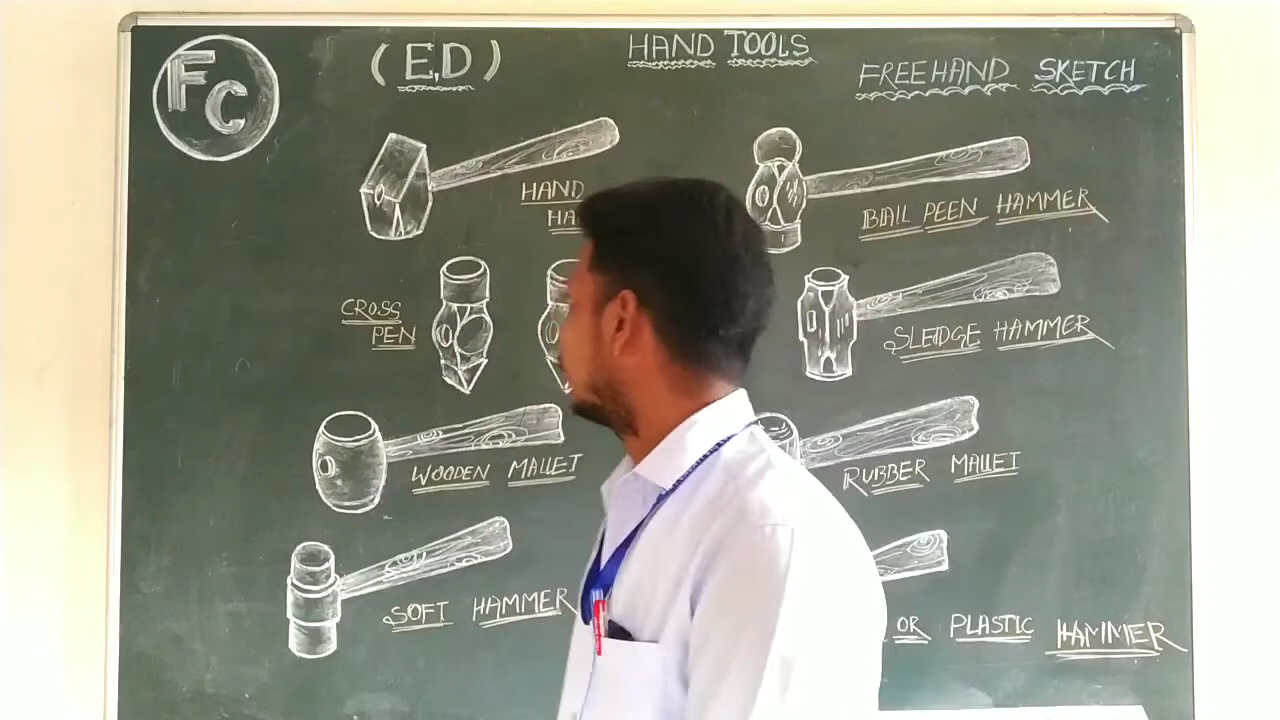 FC
(E.D)
HAND TOOLS
FREEHAND SKETCH
HAND
BAIL PEEN HAMMER
CROSS
PEN
SLEDGE HAMMER
WOODEN MALLET
RUBBER MALLET
SOFT HAMMER
OR PLASTIC HAMMER